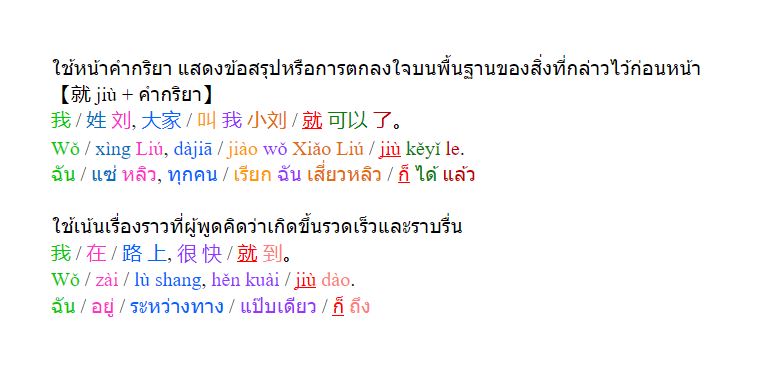 ใช้หน้าคำกริยา แสดงข้อสรุปหรือการตกลงใจบนพื้นฐานของสิ่งที่กล่าวไว้ก่อนหน้า
【就 jiù + คำกริยา】
我 / 姓 刘, 大家 / 叫 我 小刘 / 就 可以 了。
Wǒ / xìng Liú, dàjiā / jiào wǒ Xiǎo Liú / jiù kěyǐ le.
ฉัน / แซ่ หลิว, ทุกคน / เรียก ฉัน เสี่ยวหลิว / ก็ ได้ แล้ว
ใช้เน้นเรื่องราวที่ผู้พูดคิดว่าเกิดขึ้นรวดเร็วและราบรื่น
我 / 在 / 路 上, 很 快 / 就 到。
Wǒ / zài / lù shang, hěn kuài / jiù dào.
ฉัน / อยู่ / ระหว่างทาง / แป๊บเดียว / ก็ ถึง